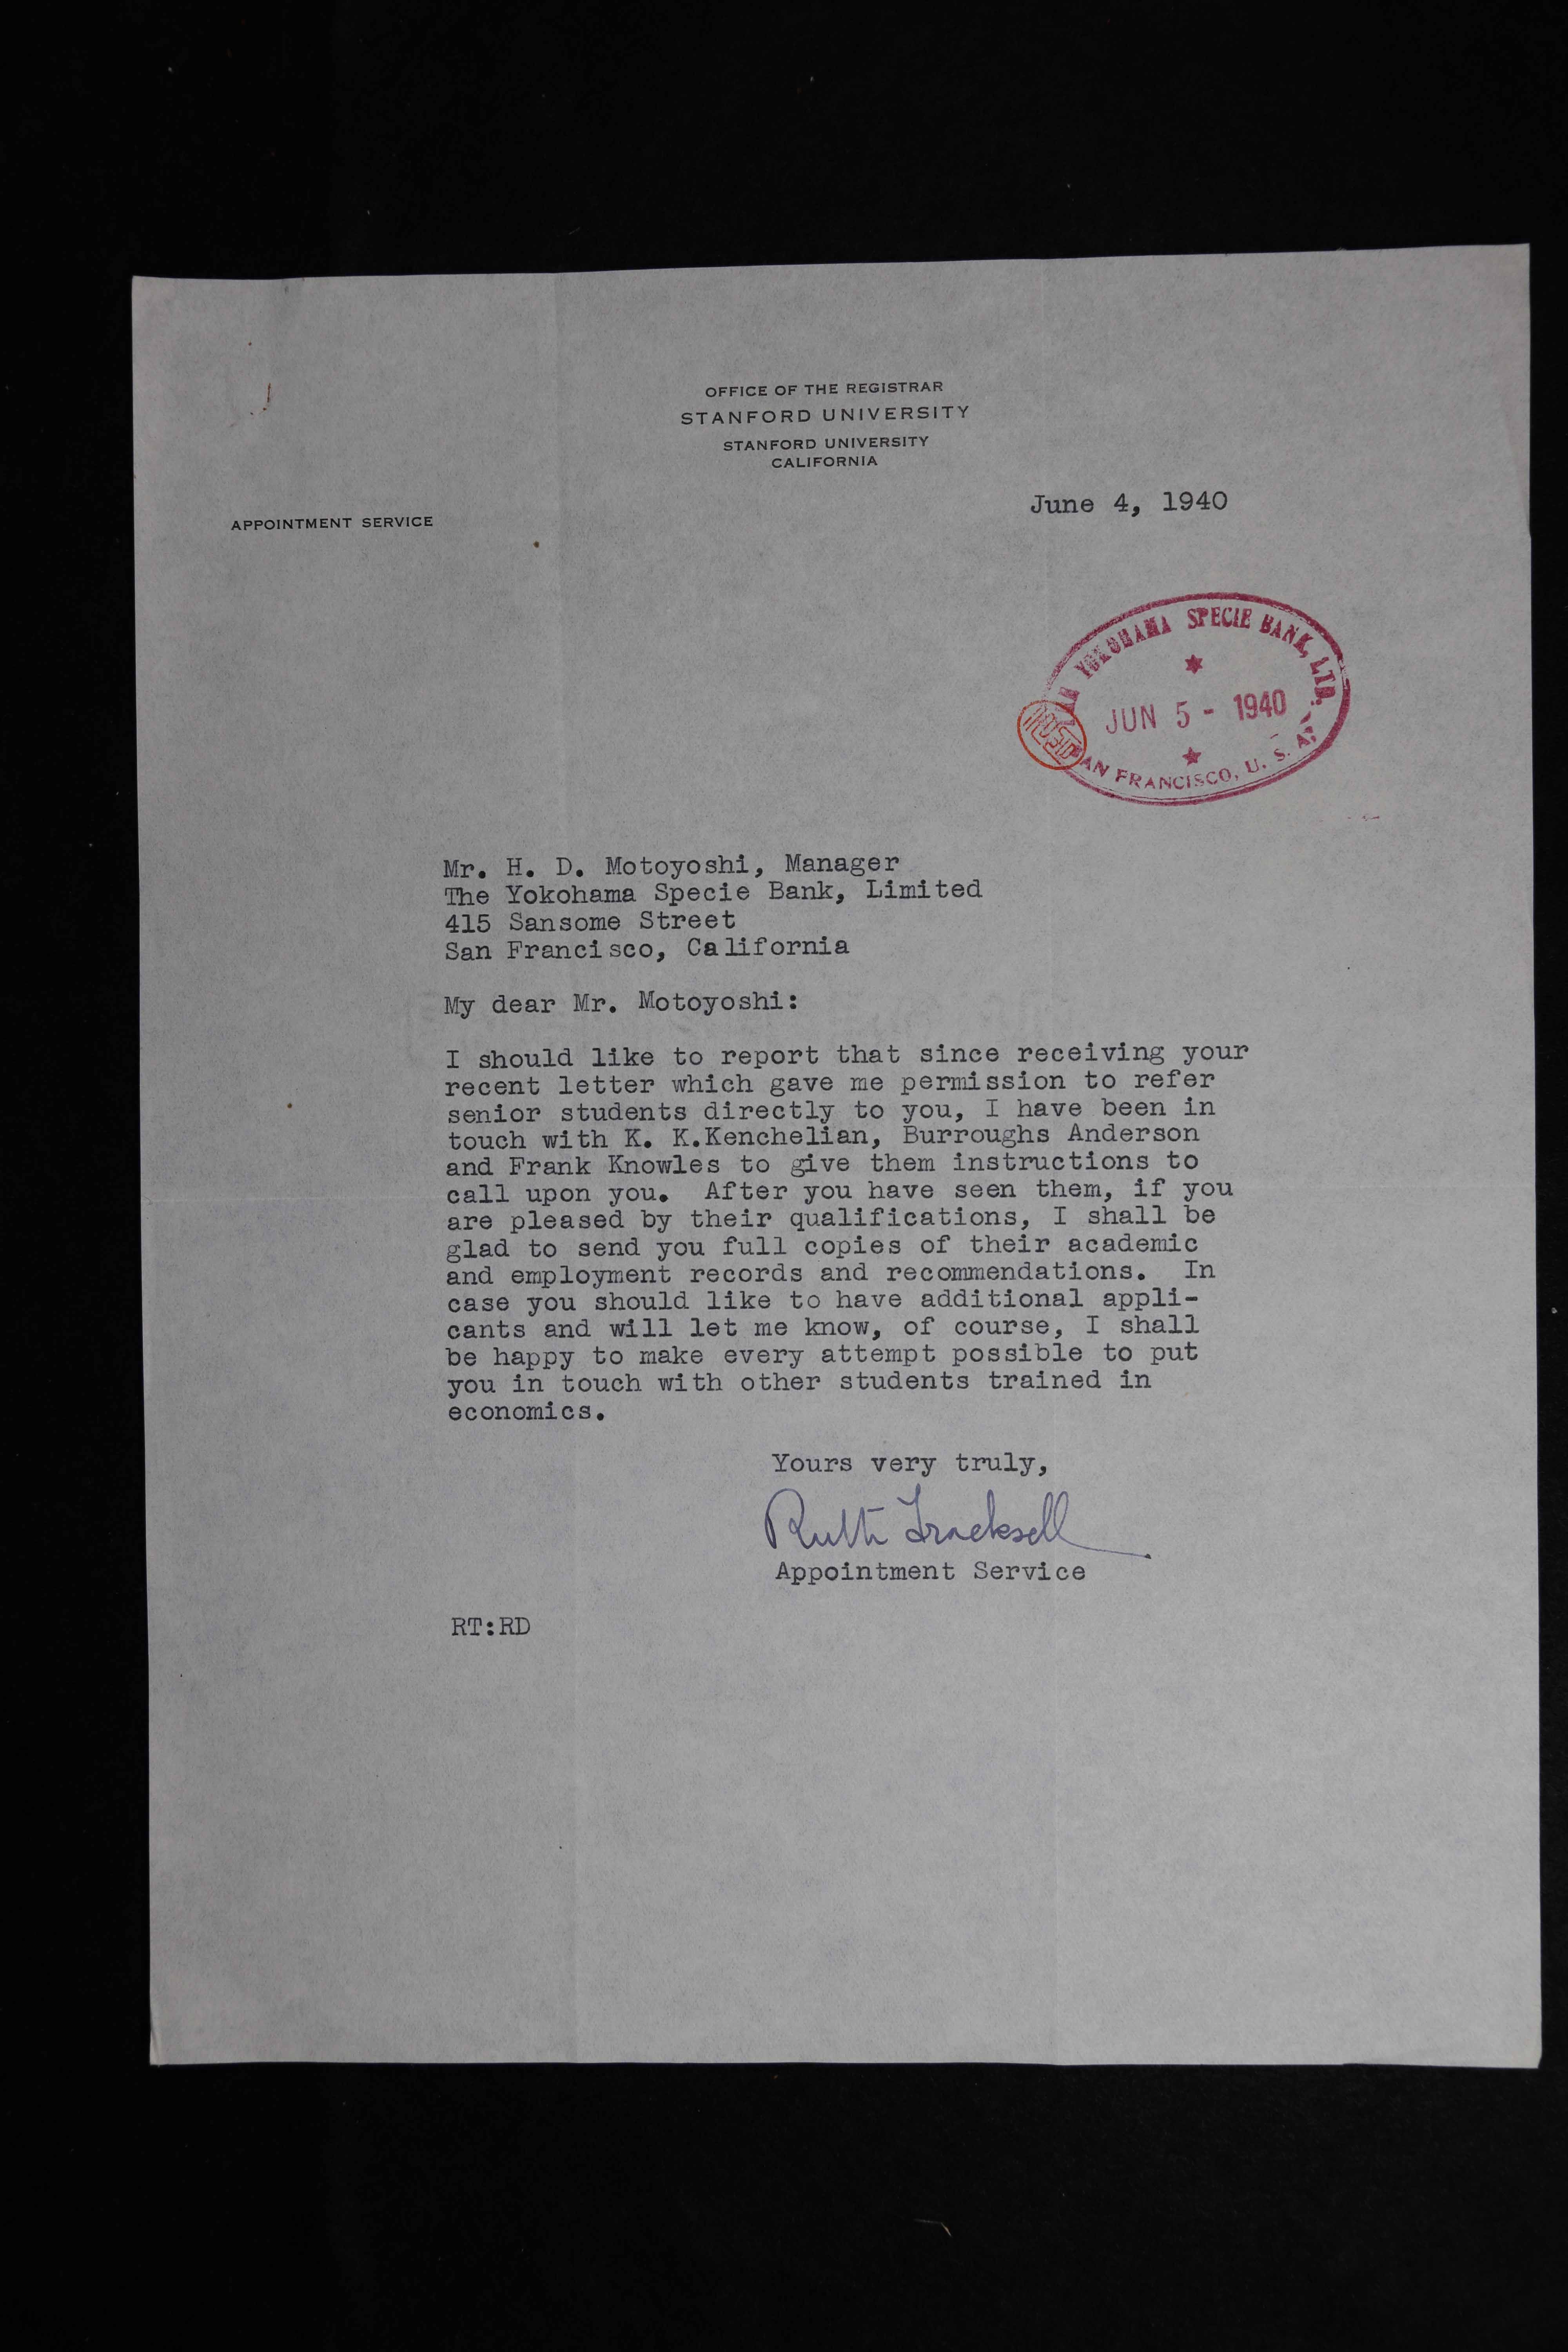 OFFICE OF THE REGISTRAR
STANFORD UNIVERSITY
STANFORD UNIVERSITY
CALIFORNIA
June 4, 1940
APPOINTMENT SERVICE
THE YOKOHAMA SPECIE BANK, LTD.
JUN 5 - 1940
SAN FRANCISCO, U. S. A.
Mr. H. D. Motoyoshi, Manager
The Yokohama Specie Bank, Limited
415 Sansome Street
San Francisco, California
My dear Mr. Motoyoshi:
I should like to report that since receiving your
recent letter which gave me permission to refer
senior students directly to you, I have been in
touch with K. K.Kenchelian, Burroughs Anderson
and Frank Knowles to give them instructions to
call upon you.  After you have seen them, if you
are pleased by their qualifications, I shall be
glad to send you full copies of their academic
and employment records and recommendations.  In
case you should like to have additional appli-
cants and will let me know, of course, I shall
be happy to make every attempt possible to put
you in touch with other students trained in
economics.
Yours very truly,
Ruth Tracksell
Appointment Service
RT:RD